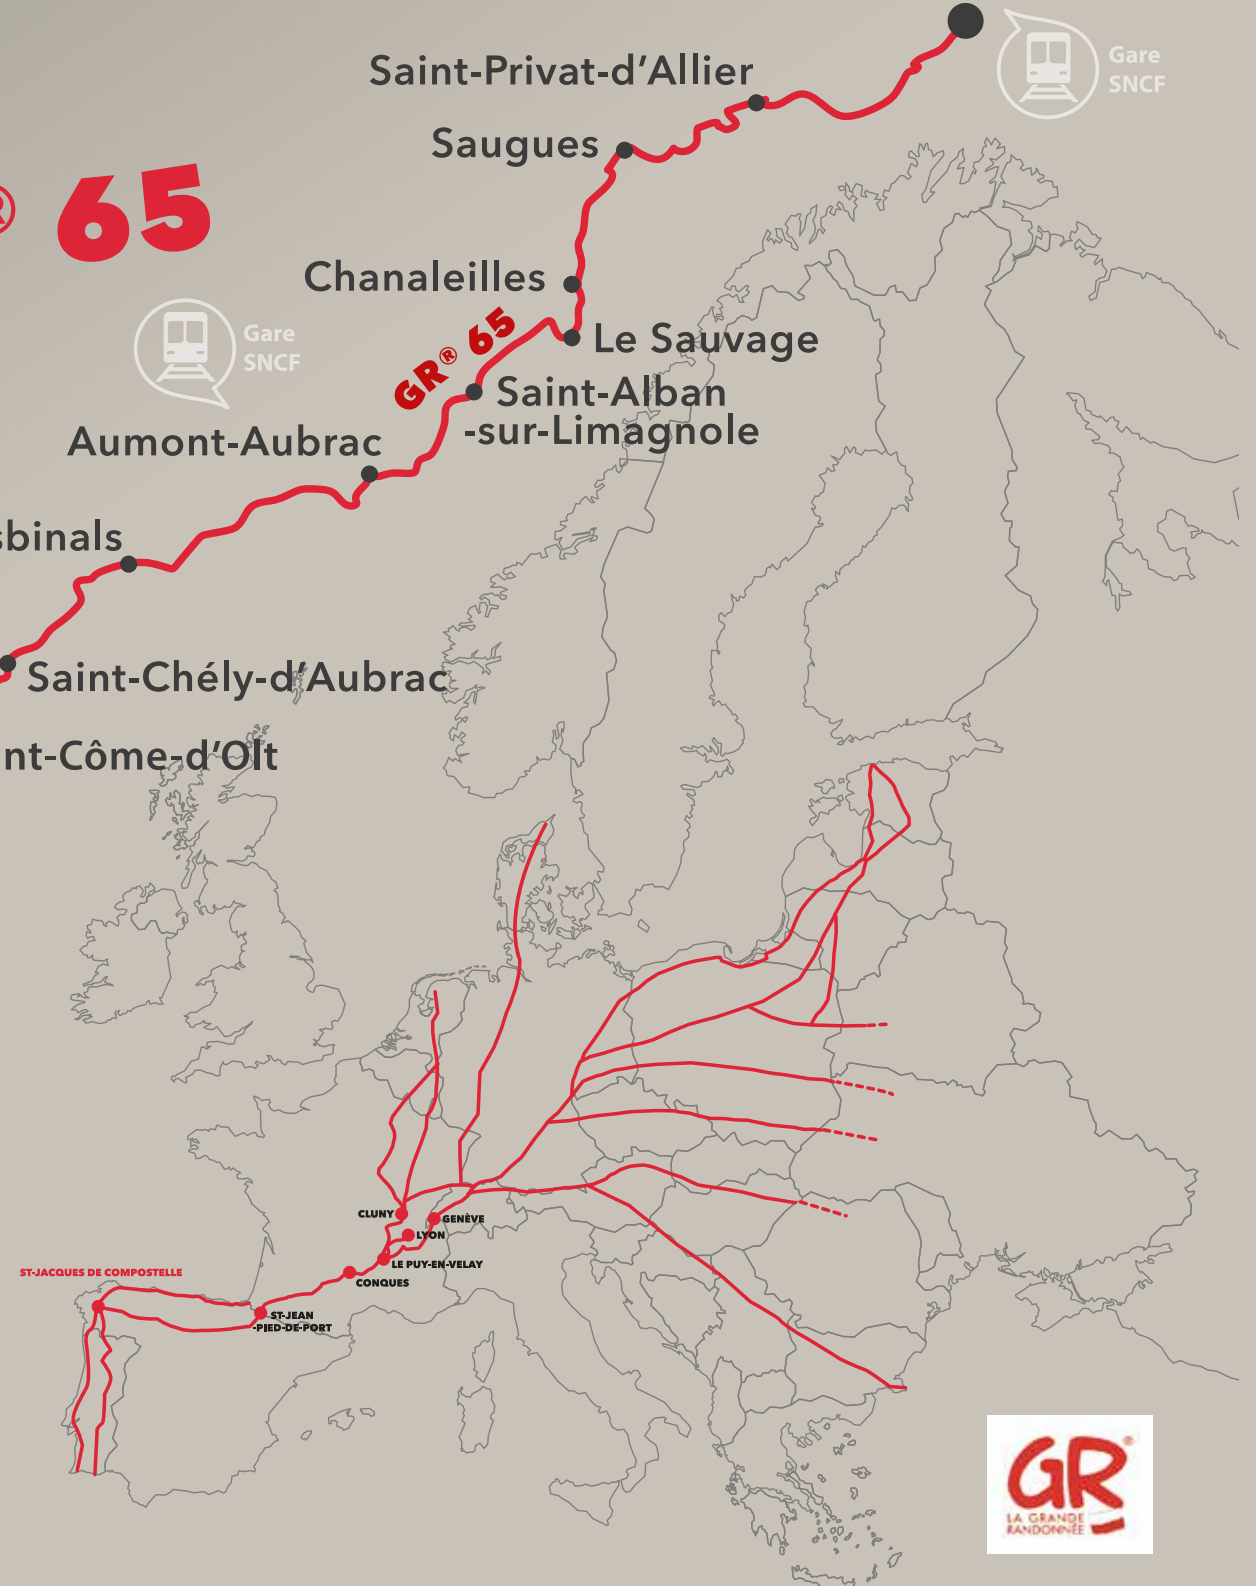 Gare
SNCF
Saint-Privat-d’Allier
Saugues
® 65
Chanaleilles
GR® 65
Le Sauvage
Gare
SNCF
Saint-Alban
-sur-Limagnole
Aumont-Aubrac
sbinals
Saint-Chély-d’Aubrac
nt-Côme-d’Olt
CLUNY
GENÈVE
LYON
LE PUY-EN-VELAY
ST-JACQUES DE COMPOSTELLE
CONQUES
ST-JEAN
-PIED-DE-PORT
GR®
LA GRANDE
RANDONNÉE